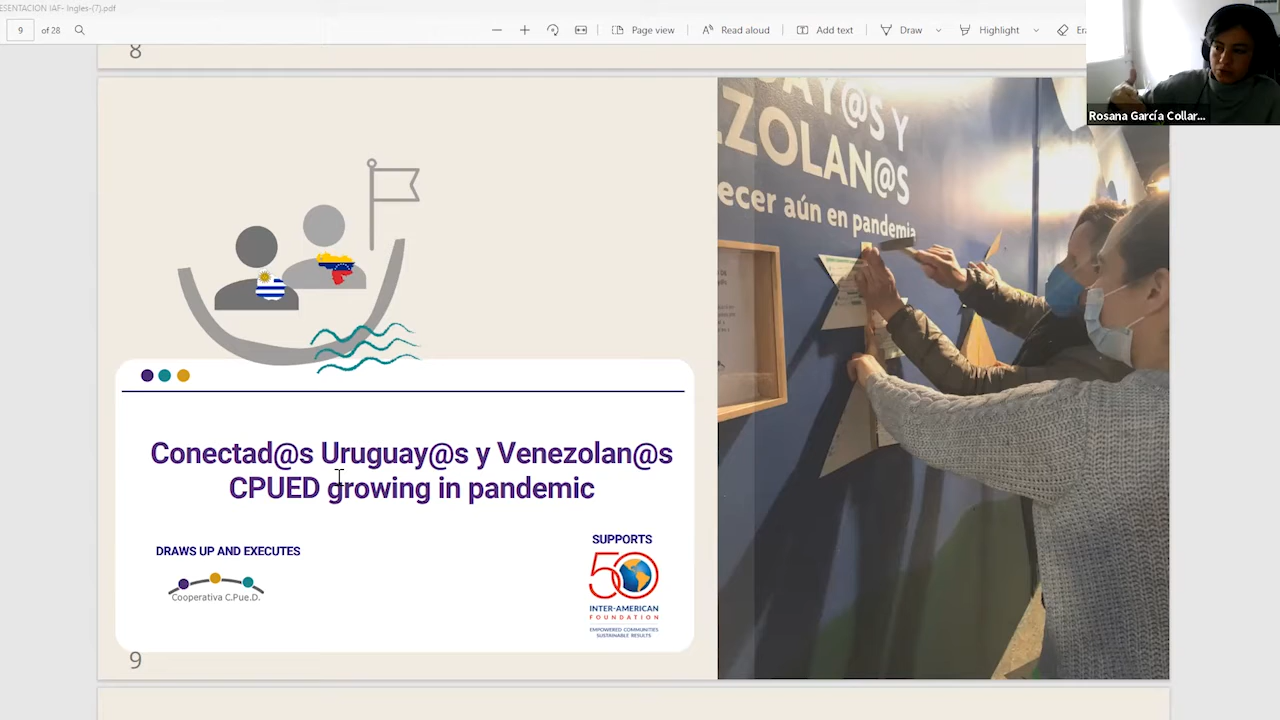 ESENTACION IAF- Ingles-(7).pdf
9 of 28
Page view
Read aloud
Add text
Draw
Highlight
Rosana García Collar...
8
Conectad@s Uruguay@s y Venezolan@s
CPUED growing in pandemic
DRAWS UP AND EXECUTES
Cooperativa C.Pue.D.
SUPPORTS
50
INTER-AMERICAN
FOUNDATION
EMPOWERED COMMUNITIES
SUSTAINABLE RESULTS
9
AY@S Y
ZOLAN@S
ecer aún en pandemia